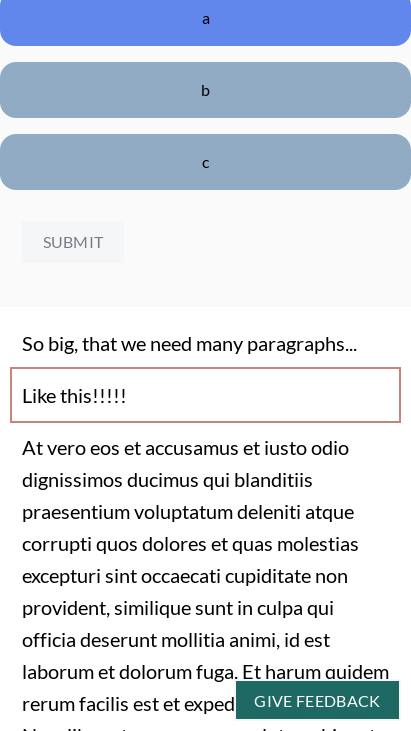 a
b
c
SUBMIT
So big, that we need many paragraphs...
Like this!!!!!
At vero eos et accusamus et iusto odio
dignissimos ducimus qui blanditiis
praesentium voluptatum deleniti atque
corrupti quos dolores et quas molestias
excepturi sint occaecati cupiditate non
provident, similique sunt in culpa qui
officia deserunt mollitia animi, id est
laborum et dolorum fuga. Et harum quidem
rerum facilis est et
GIVE FEEDBACK